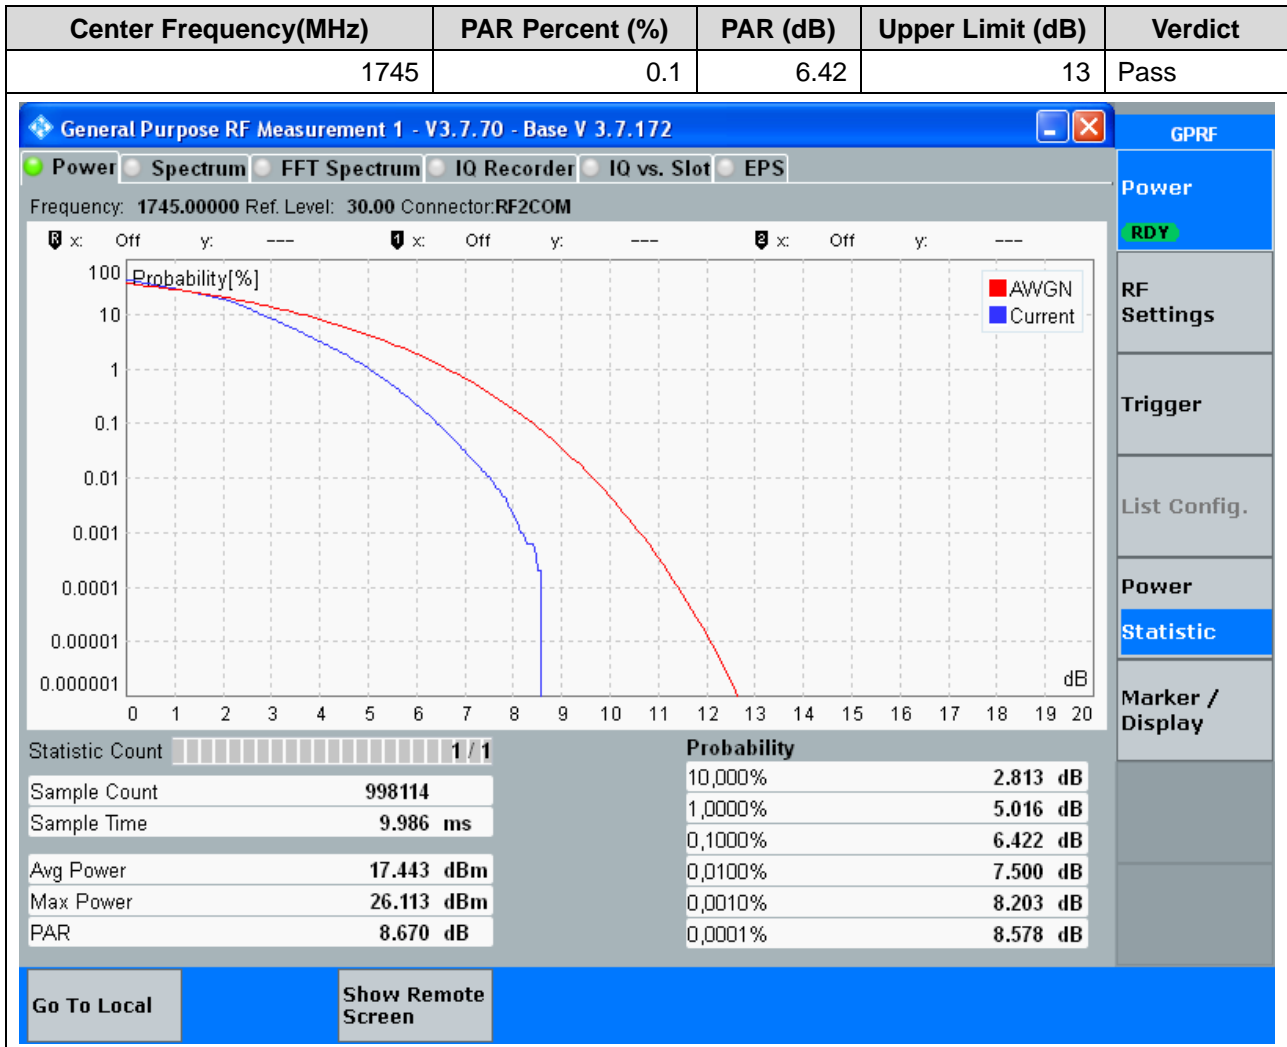 Center Frequency(MHz) PAR Percent (%) PAR (dB) Upper Limit (dB) Verdict
1745 0.1 6.42 13 Pass
General Purpose RF Measurement 1 - V3.7.70 - Base V 3.7.172
GPRF
Power Spectrum FFT Spectrum IQ Recorder IQ vs. Slot EPS
Frequency: 1745.00000 Ref. Level: 30.00 Connector:RF2COM
R x: Off y: --- 1 x: Off y: --- 2 x: Off y: ---
Probability[%]
AWGN
Current
100
10
1
0.1
0.01
0.001
0.0001
0.00001
0.000001
dB
0 1 2 3 4 5 6 7 8 9 10 11 12 13 14 15 16 17 18 19 20
Statistic Count 1 / 1
Sample Count 998114
Sample Time 9.986 ms
Avg Power 17.443 dBm
Max Power 26.113 dBm
PAR 8.670 dB
Probability
10,000% 2.813 dB
1,0000% 5.016 dB
0,1000% 6.422 dB
0,0100% 7.500 dB
0,0010% 8.203 dB
0,0001% 8.578 dB
Power
RDY
RF
Settings
Trigger
List Config.
Power
Statistic
Marker /
Display
Go To Local
Show Remote
Screen